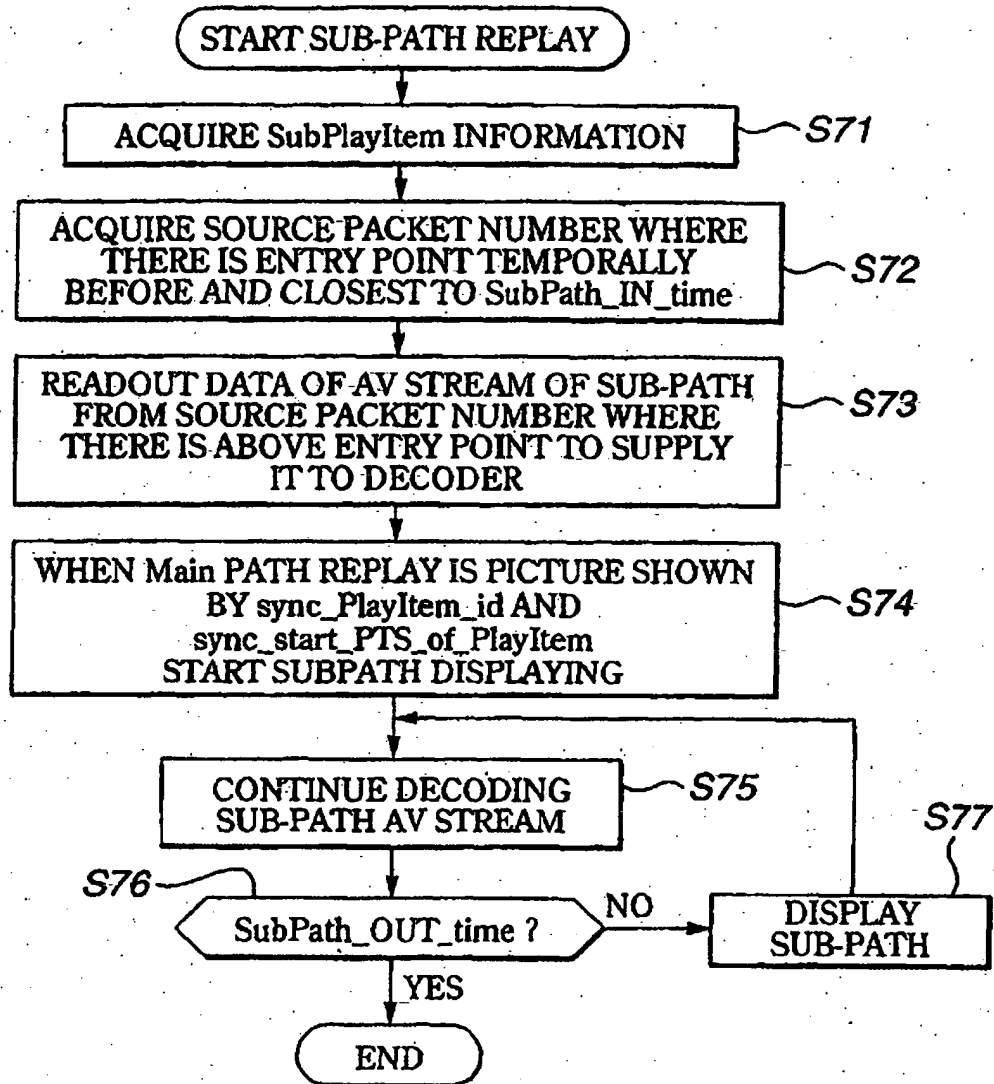 START SUB-PATH REPLAY
ACQUIRE SubPlayItem INFORMATION
S71
ACQUIRE SOURCE PACKET NUMBER WHERE
THERE IS ENTRY POINT TEMPORALLY
BEFORE AND CLOSEST TO SubPath_IN_time
S72
READOUT DATA OF AV STREAM OF SUB-PATH
FROM SOURCE PACKET NUMBER WHERE
THERE IS ABOVE ENTRY POINT TO SUPPLY
IT TO DECODER
S73
WHEN Main PATH REPLAY IS PICTURE SHOWN
BY sync_PlayItem_id AND
sync_start_PTS_of_PlayItem
START SUBPATH DISPLAYING
S74
CONTINUE DECODING
SUB-PATH AV STREAM
S75
S76
SubPath_OUT_time ?
NO
S77
DISPLAY
SUB-PATH
YES
END